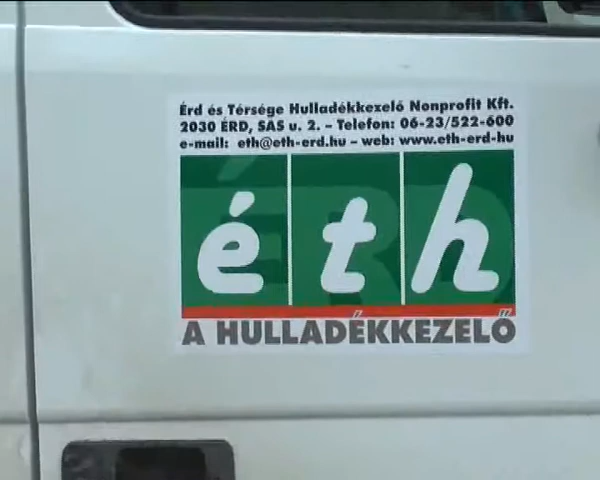 Érd és Térsége Hulladékkezelő Nonprofit Kft.
2030 ÉRD, SAS u. 2. – Telefon: 06-23/522-600
e-mail: eth@eth-erd.hu – web: www.eth-erd-hu
éth
A HULLADÉKKEZELŐ